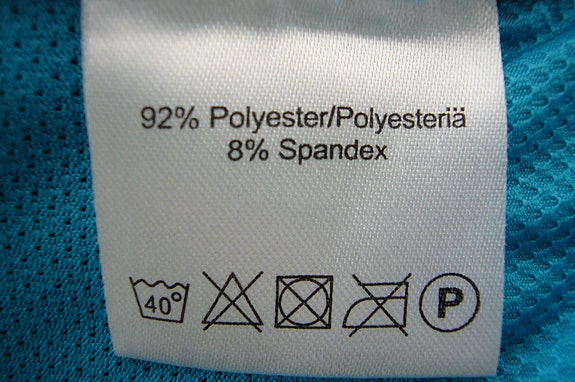 92% Polyester/Polyesteriä
8% Spandex
40° P